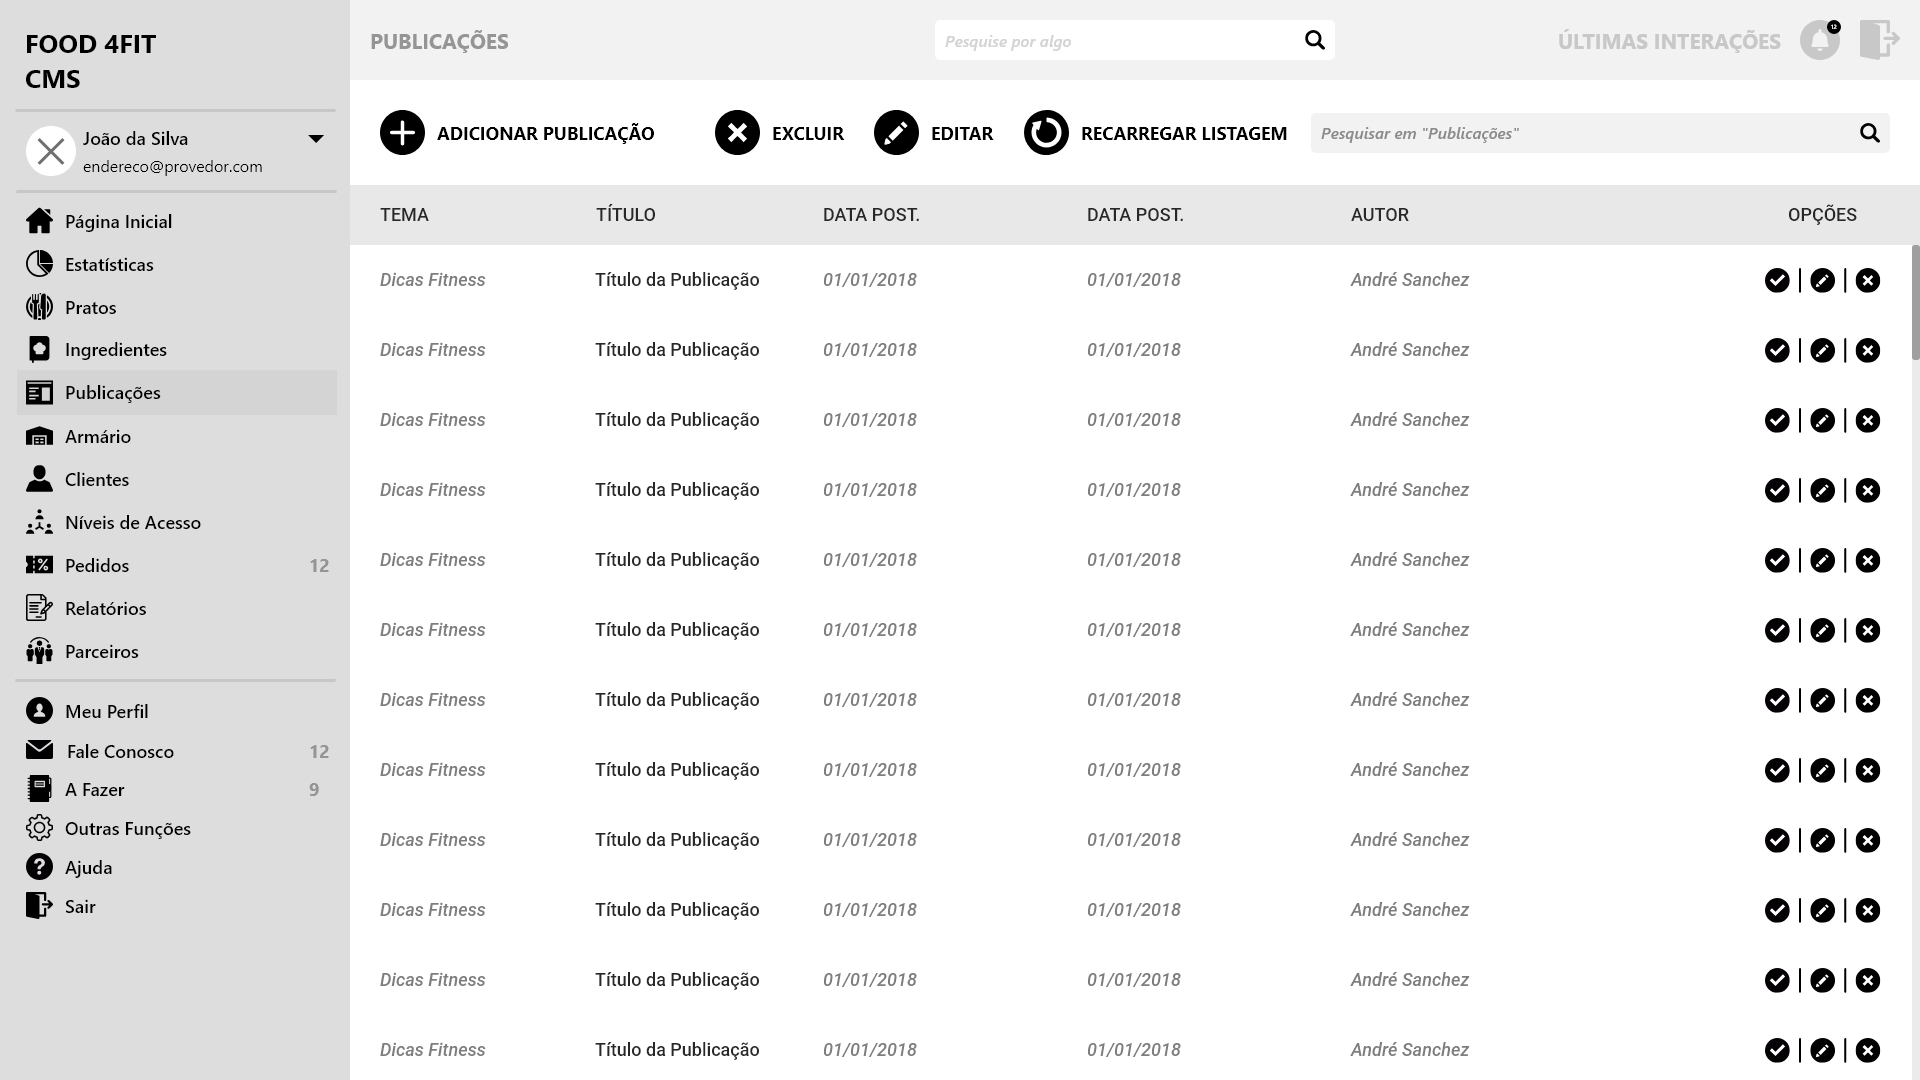 FOOD 4FIT
CMS
João da Silva
endereco@provedor.com
Página Inicial
Estatísticas
Pratos
Ingredientes
Publicações
Armário
Clientes
Níveis de Acesso
Pedidos 12
Relatórios
Parceiros
Meu Perfil
Fale Conosco 12
A Fazer 9
Outras Funções
Ajuda
Sair
PUBLICAÇÕES
Pesquise por algo
ÚLTIMAS INTERAÇÕES
12
ADICIONAR PUBLICAÇÃO
EXCLUIR
EDITAR
RECARREGAR LISTAGEM
Pesquisar em "Publicações"
TEMA TÍTULO DATA POST. DATA POST. AUTOR OPÇÕES
Dicas Fitness Título da Publicação 01/01/2018 01/01/2018 André Sanchez
Dicas Fitness Título da Publicação 01/01/2018 01/01/2018 André Sanchez
Dicas Fitness Título da Publicação 01/01/2018 01/01/2018 André Sanchez
Dicas Fitness Título da Publicação 01/01/2018 01/01/2018 André Sanchez
Dicas Fitness Título da Publicação 01/01/2018 01/01/2018 André Sanchez
Dicas Fitness Título da Publicação 01/01/2018 01/01/2018 André Sanchez
Dicas Fitness Título da Publicação 01/01/2018 01/01/2018 André Sanchez
Dicas Fitness Título da Publicação 01/01/2018 01/01/2018 André Sanchez
Dicas Fitness Título da Publicação 01/01/2018 01/01/2018 André Sanchez
Dicas Fitness Título da Publicação 01/01/2018 01/01/2018 André Sanchez
Dicas Fitness Título da Publicação 01/01/2018 01/01/2018 André Sanchez
Dicas Fitness Título da Publicação 01/01/2018 01/01/2018 André Sanchez